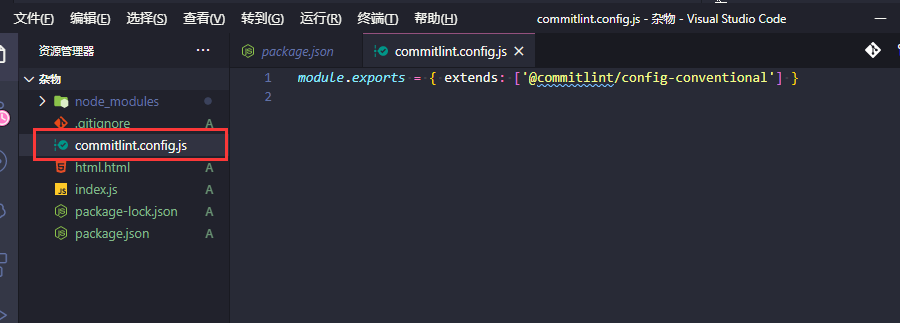 文件(F) 编辑(E) 选择(S) 查看(V) 转到(G) 运行(R) 终端(T) 帮助(H) commitlint.config.js - 杂物 - Visual Studio Code
资源管理器 ···
package.json commitlint.config.js
杂物
node_modules
.gitignore A
commitlint.config.js
html.html A
index.js A
package-lock.json A
package.json A
1 module.exports = { extends: ['@commitlint/config-conventional'] }
2